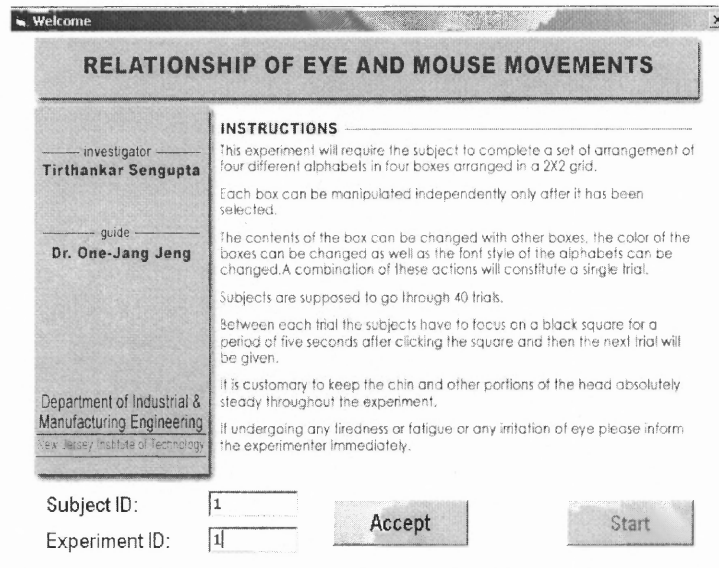 Welcome
RELATIONSHIP OF EYE AND MOUSE MOVEMENTS
investigator
Tirthankar Sengupta
guide
Dr. One-Jang Jeng
Department of Industrial &
Manufacturing Engineering
New Jersey Institute of Technology
INSTRUCTIONS
This experiment will require the subject to complete a set of arrangement of
four different alphabets in four boxes arranged in a 2X2 grid.
Each box can be manipulated independently only after it has been
selected.
The contents of the box can be changed with other boxes, the color of the
boxes can be changed as well as the font style of the alphabets can be
changed.A combination of these actions will constitute a single trial.
Subjects are supposed to go through 40 trials.
Between each trial the subjects have to focus on a black square for a
period of five seconds after clicking the square and then the next trial will
be given.
It is customary to keep the chin and other portions of the head absolutely
steady throughout the experiment.
If undergoing any tiredness or fatigue or any irritation of eye please inform
the experimenter immediately.
Subject ID: 1
Experiment ID: 1
Accept
Start